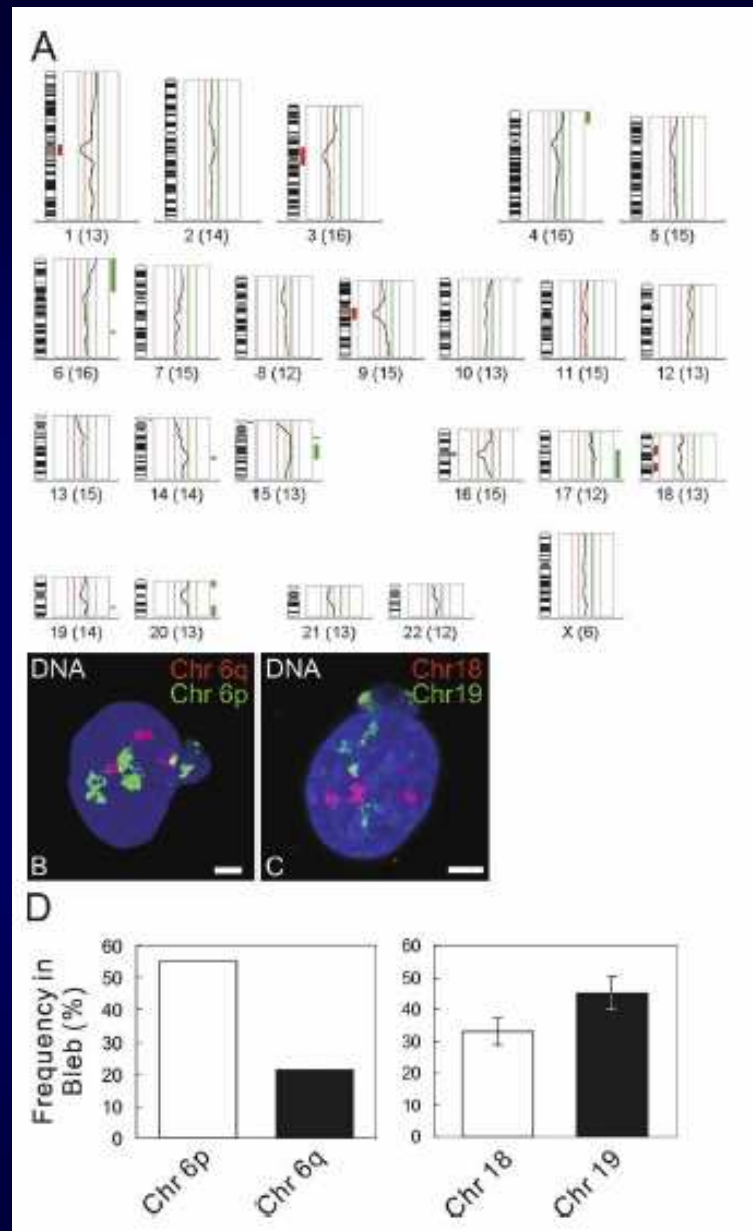 A
1 (13) 2 (14) 3 (16) 4 (16) 5 (15)
6 (16) 7 (15) 8 (12) 9 (15) 10 (13) 11 (15) 12 (13)
13 (15) 14 (14) 15 (13) 16 (15) 17 (12) 18 (13)
19 (14) 20 (13) 21 (13) 22 (12) X (6)
DNA Chr 6q DNA Chr18
Chr 6p Chr19
B C
D
Frequency in
Bleb (%)
60 60
50 50
40 40
30 30
20 20
10 10
0 0
Chr 6p Chr 6q Chr 18 Chr 19